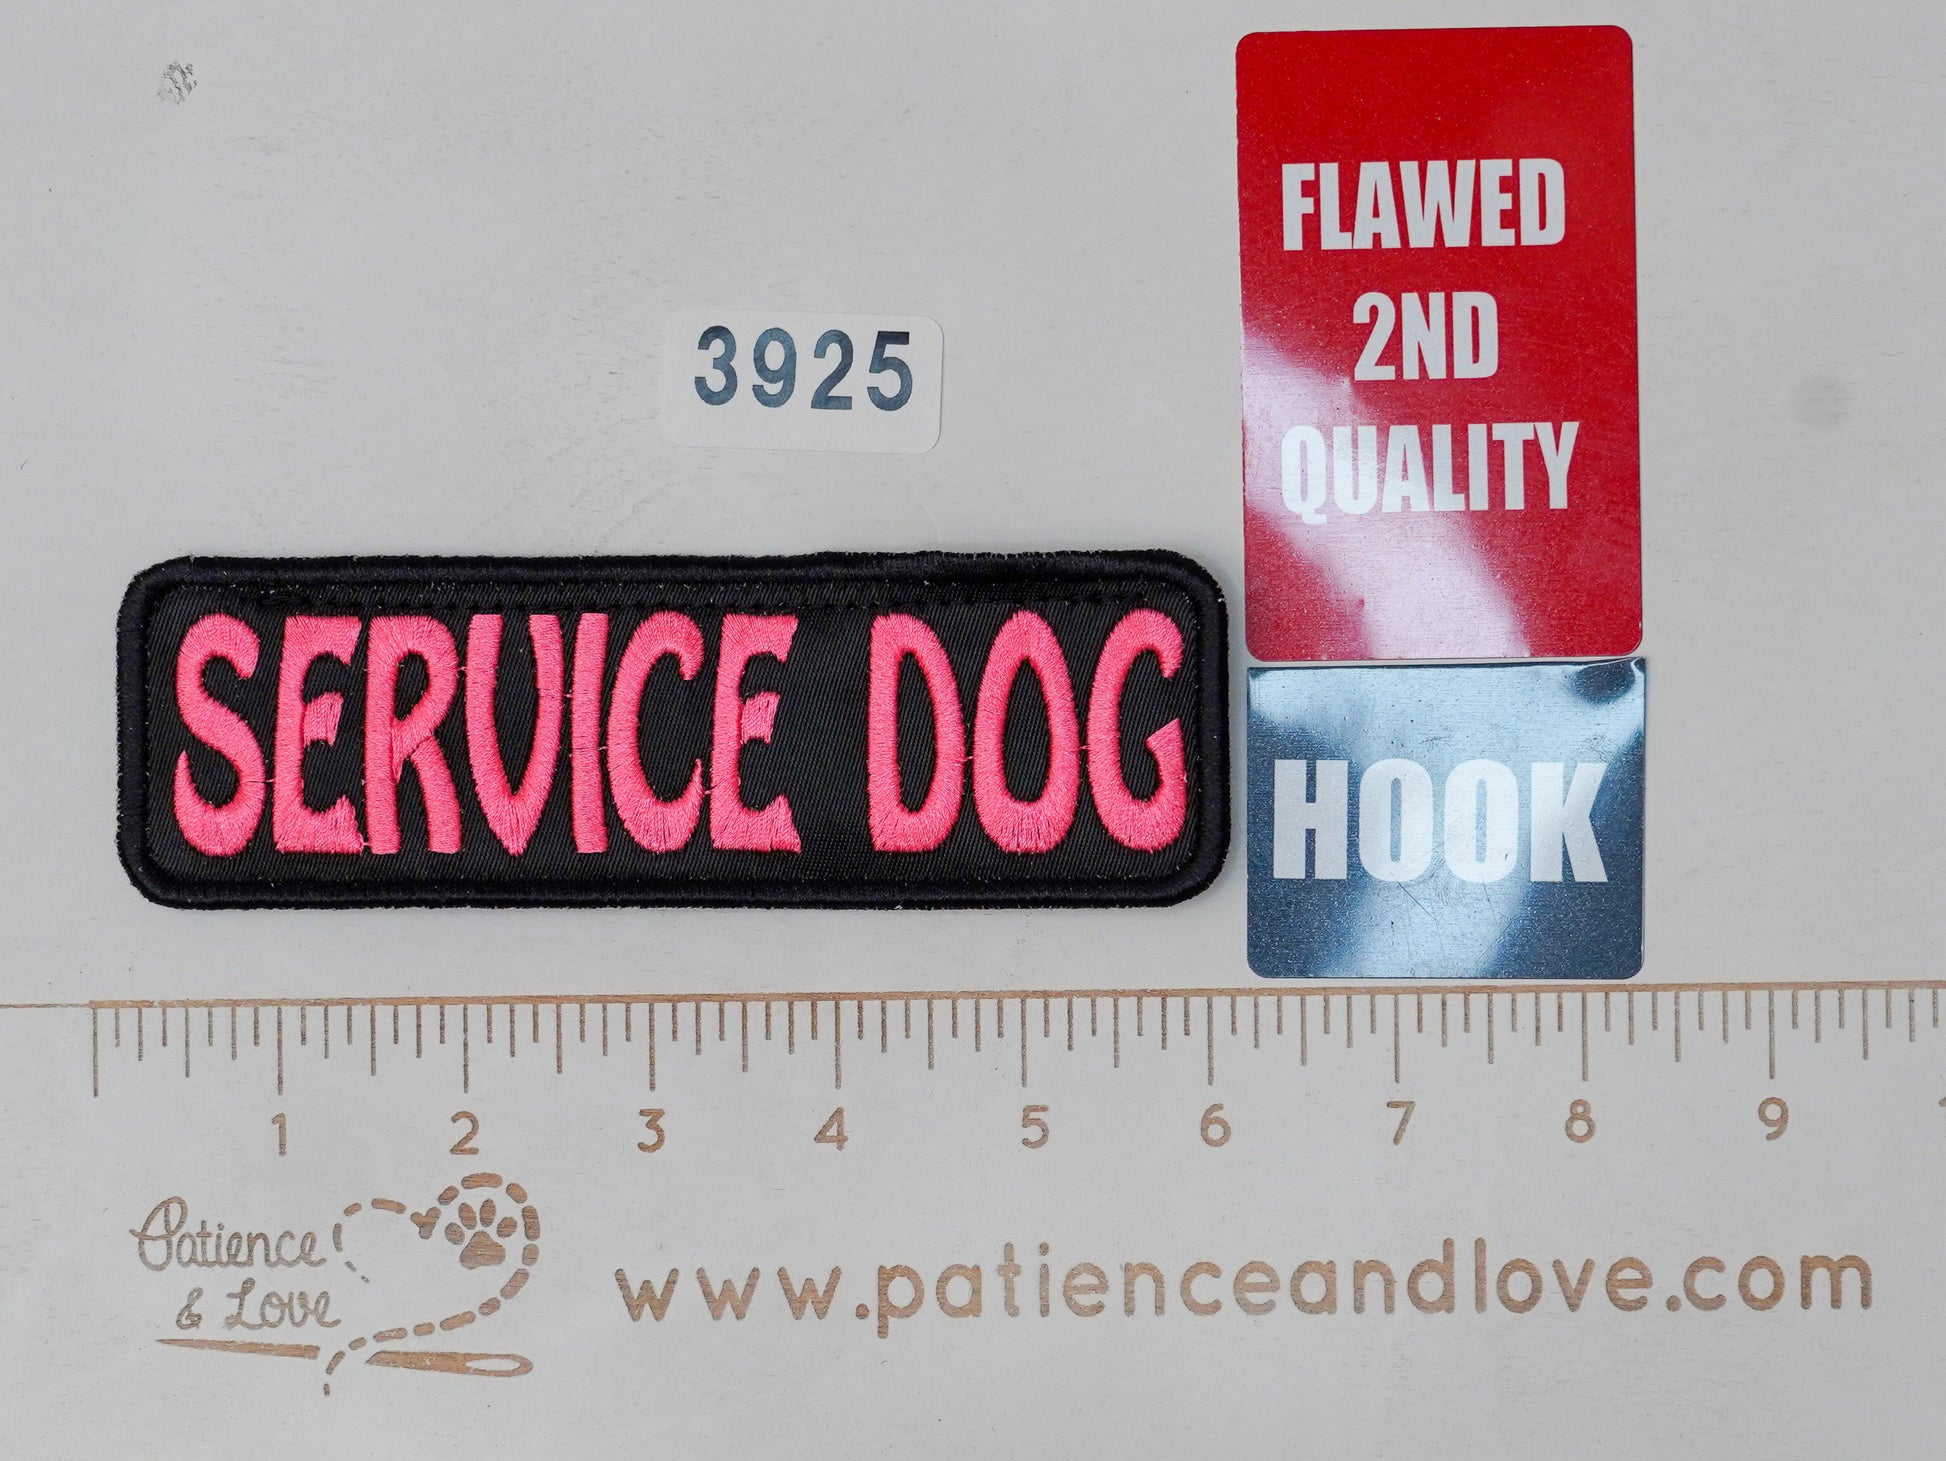 FLAWED
2ND
QUALITY
3925
SERVICE DOG
HOOK
1 2 3 4 5 6 7 8 9
Patience
& Love
www.patienceandlove.com